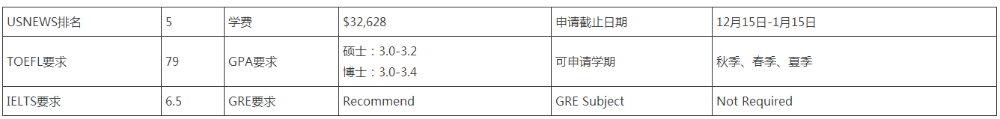 USNEWS排名 5 学费 $32,628 申请截止日期 12月15日-1月15日
TOEFL要求 79 GPA要求 硕士：3.0-3.2 可申请学期 秋季、春季、夏季
博士：3.0-3.4
IELTS要求 6.5 GRE要求 Recommend GRE Subject Not Required